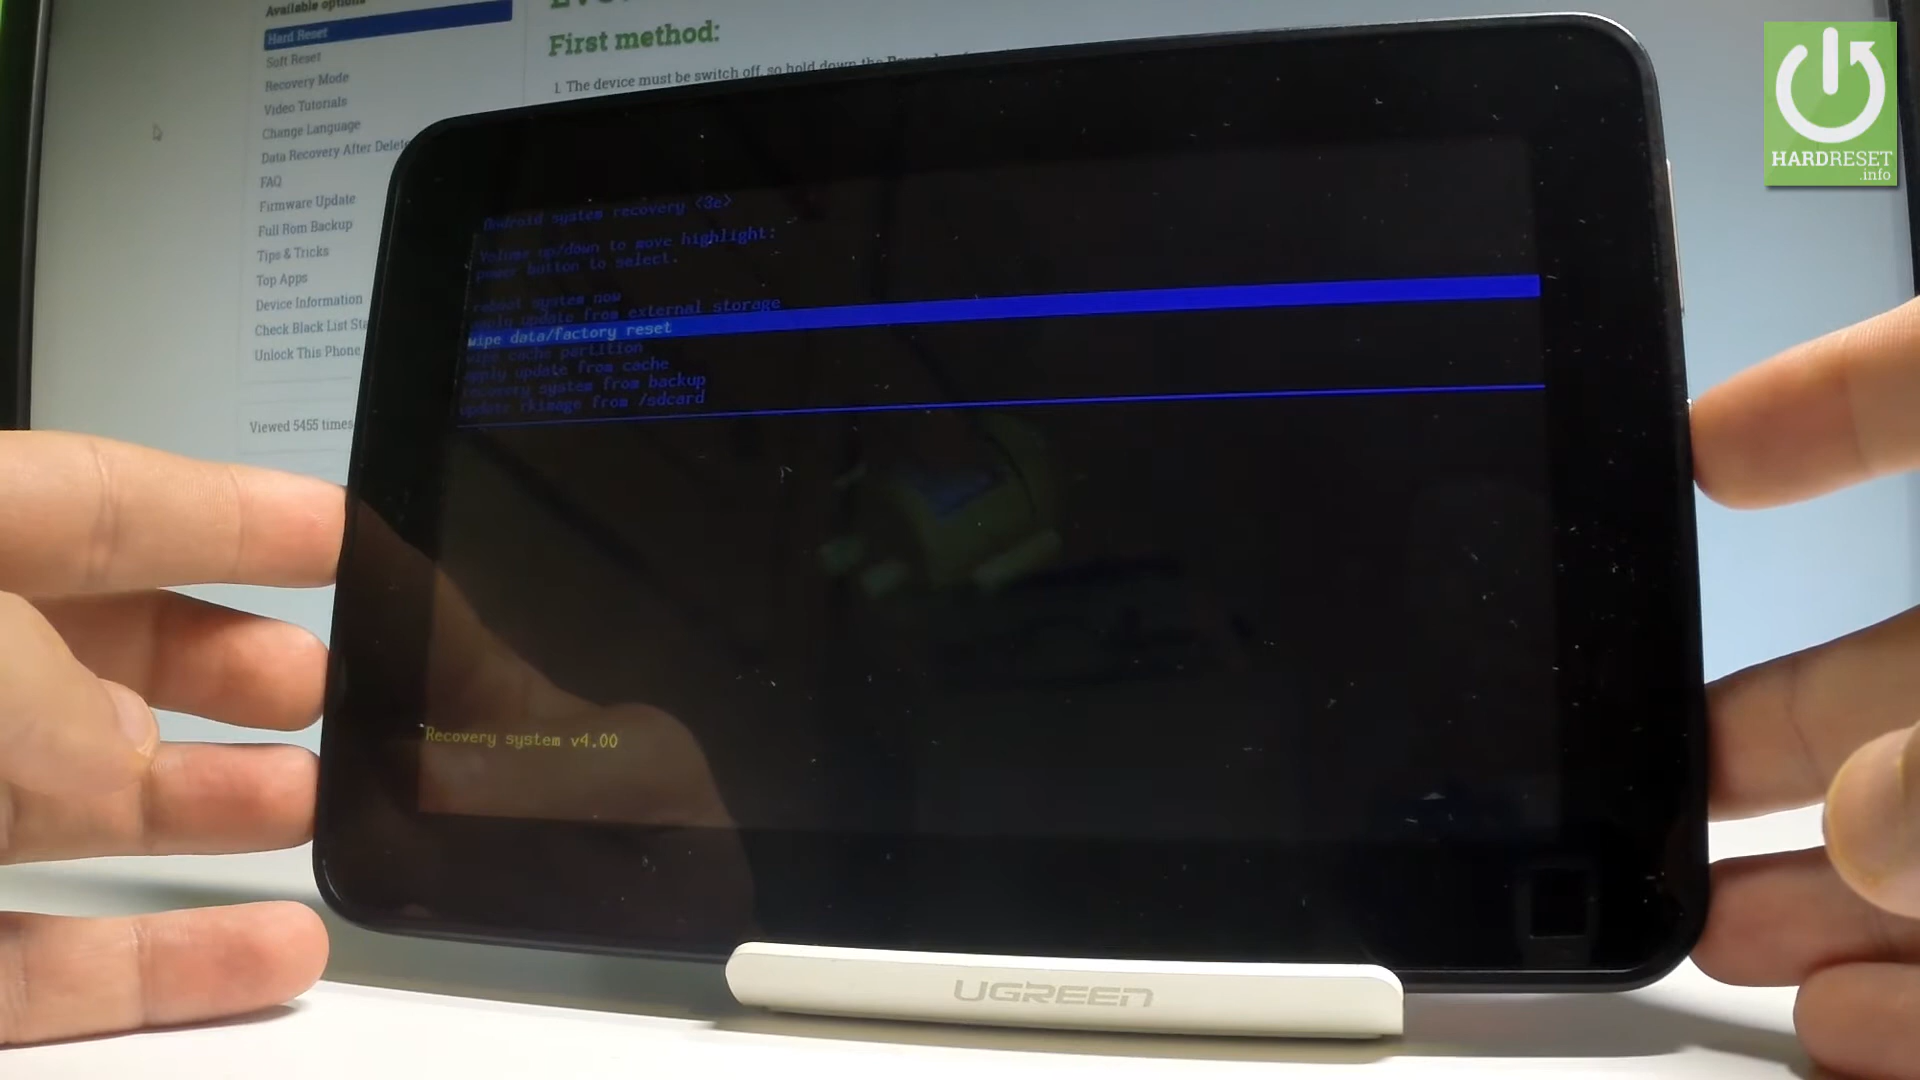 Available options
Hard Reset
Soft Reset
Recovery Mode
Video Tutorials
Change Language
Data Recovery After Delete
FAQ
Firmware Update
Full Rom Backup
Tips & Tricks
Top Apps
Device Information
Check Black List
Unlock This Phone
Viewed 5455 times
First method:
1. The device must be switch off, so hold down the
HARDRESET
.info
Android system recovery <3e>
Volume up/down to move highlight:
power button to select.
reboot system now
apply update from external storage
wipe data/factory reset
wipe cache partition
apply update from cache
recovery system from backup
update rkimage from /sdcard
Recovery system v4.00
UGREEN